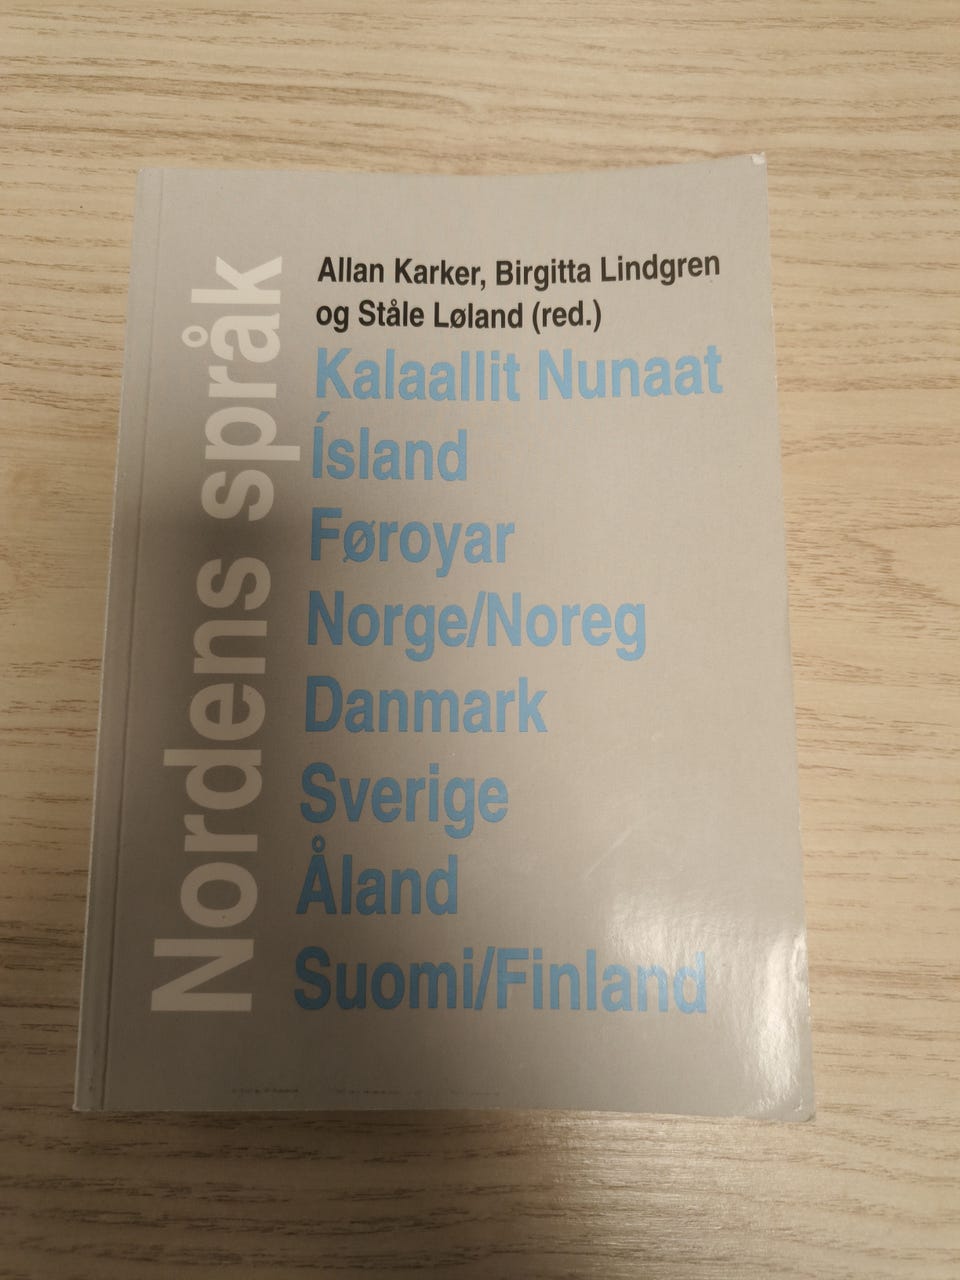 Nordens språk
Allan Karker, Birgitta Lindgren
og Ståle Løland (red.)
Kalaallit Nunaat
Ísland
Føroyar
Norge/Noreg
Danmark
Sverige
Åland
Suomi/Finland